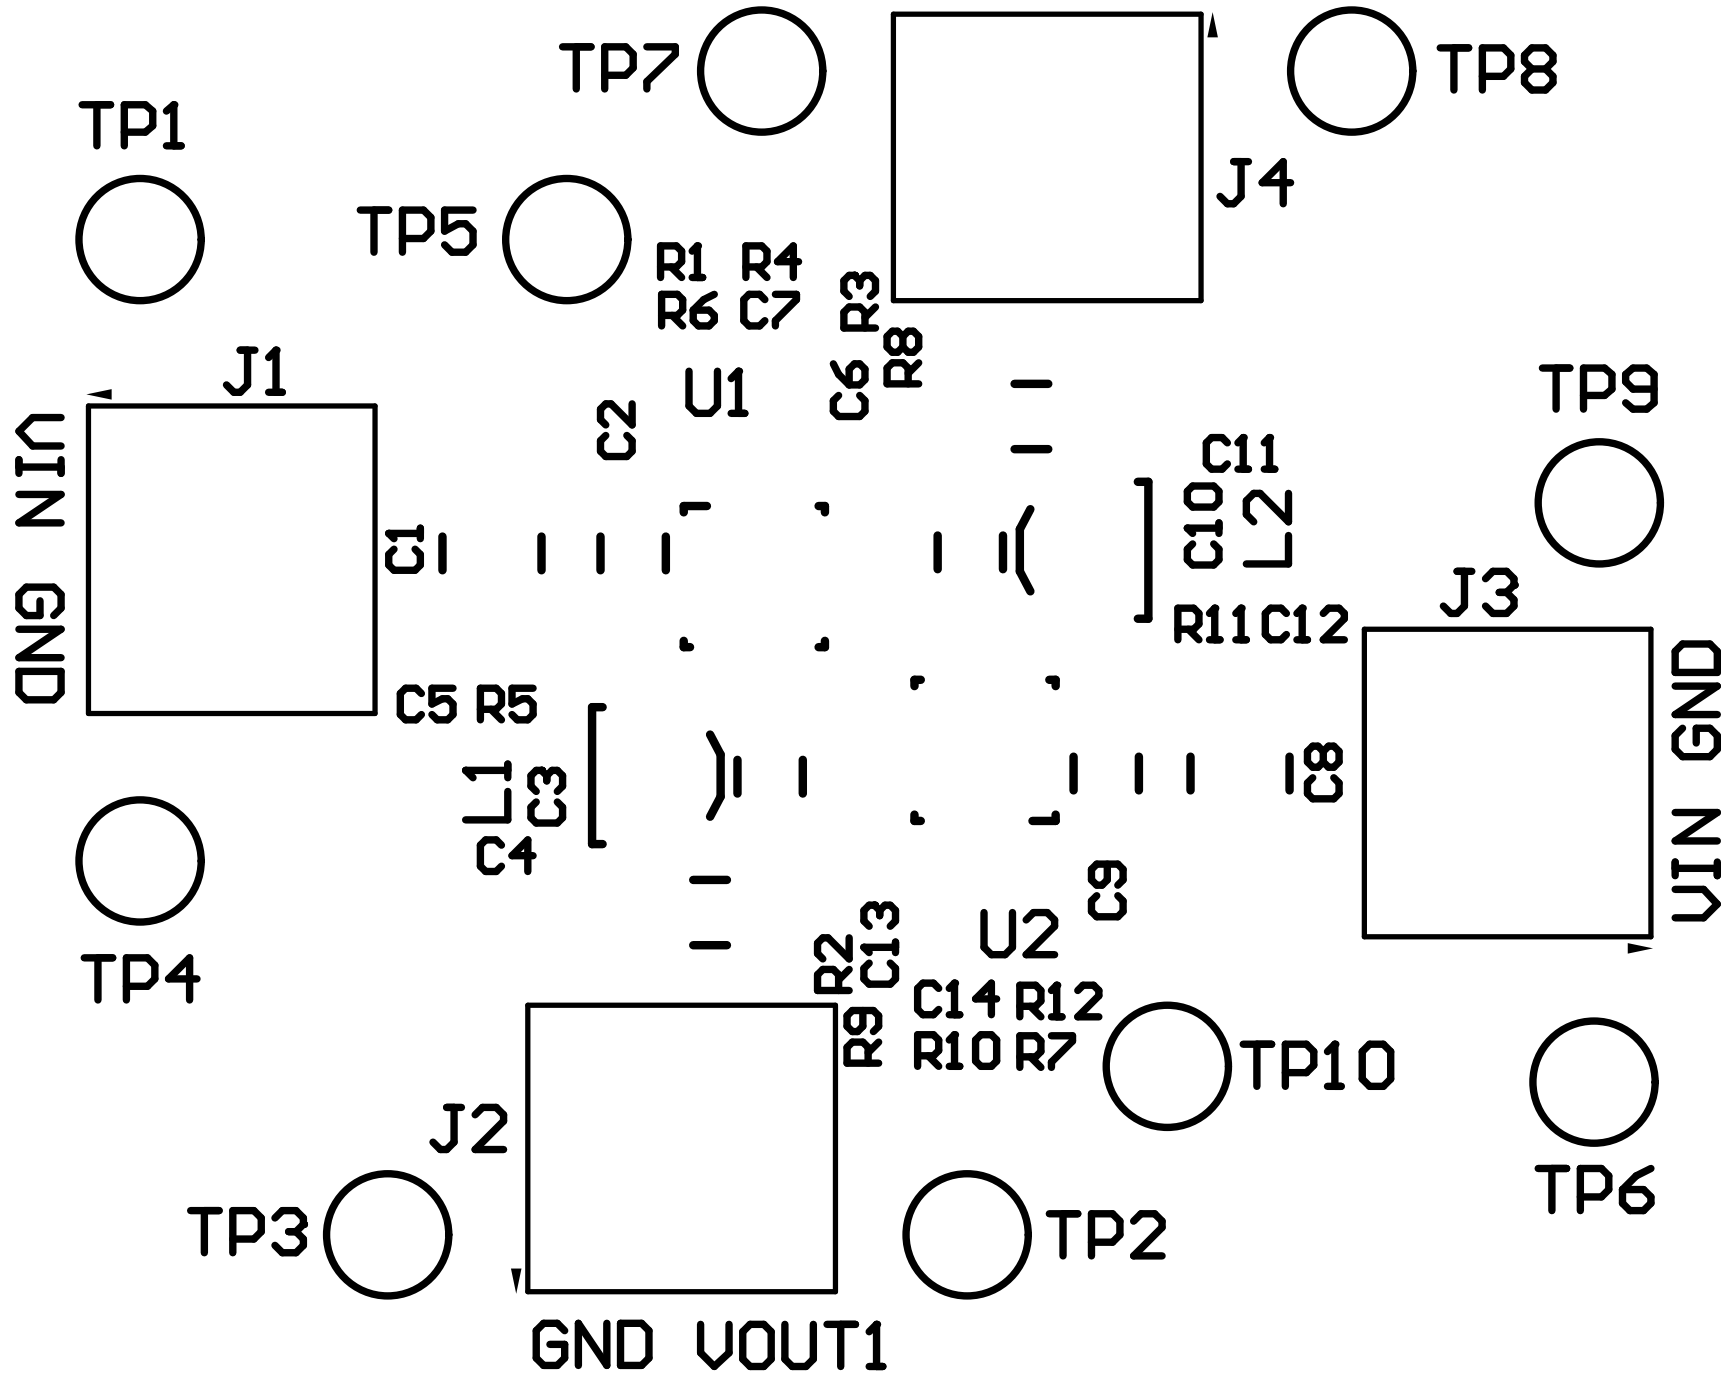 TP7
TP8
TP1
J4
TP5
R1 R4
R6 C7
R3
R8
J1
U1
C6
C2
TP9
C11
C10
L2
VIN GND
C1
J3
R11 C12
C5 R5
L1
C3
C8
VIN GND
C4
C9
U2
R2
C13
TP4
C14 R12
R9
R10 R7
TP10
J2
TP6
TP3
TP2
GND VOUT1